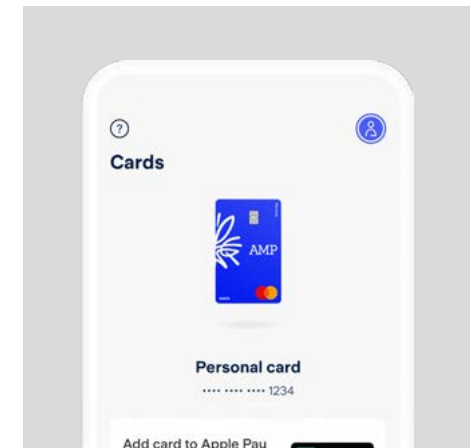 ?
Cards
AMP
Personal card
•••• •••• •••• 1234
Add card to Apple Pay